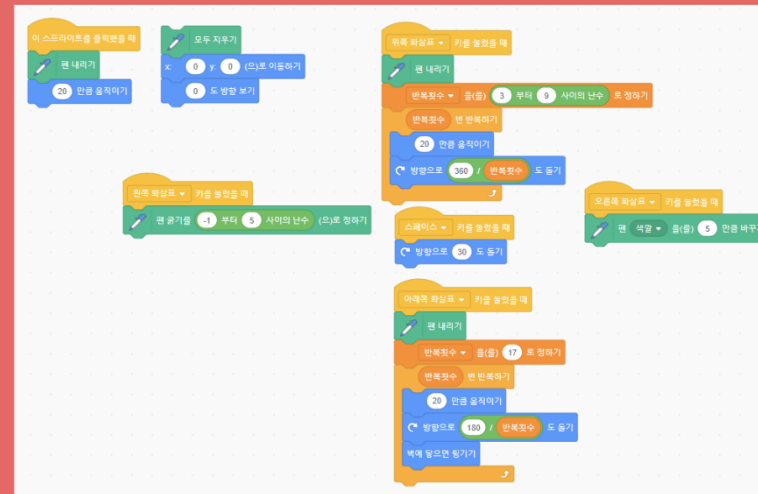 이 스프라이트를 클릭했을 때
펜 내리기
20 만큼 움직이기
모두 지우기
x: 0 y: 0 (으)로 이동하기
0 도 방향 보기
위쪽 화살표 키를 눌렀을 때
펜 내리기
반복횟수 을(를) 3 부터 9 사이의 난수 로 정하기
반복횟수 번 반복하기
20 만큼 움직이기
방향으로 360 / 반복횟수 도 돌기
왼쪽 화살표 키를 눌렀을 때
펜 굵기를 -1 부터 5 사이의 난수 (으)로 정하기
오른쪽 화살표 키를 눌렀을 때
펜 색깔 을(를) 5 만큼 바꾸
스페이스 키를 눌렀을 때
방향으로 30 도 돌기
아래쪽 화살표 키를 눌렀을 때
펜 내리기
반복횟수 을(를) 17 로 정하기
반복횟수 번 반복하기
20 만큼 움직이기
방향으로 180 / 반복횟수 도 돌기
벽에 닿으면 튕기기